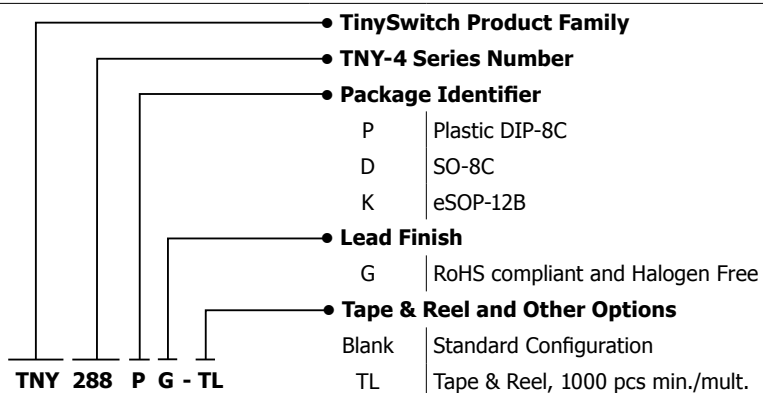 TinySwitch Product Family
TNY-4 Series Number
Package Identifier
P Plastic DIP-8C
D SO-8C
K eSOP-12B
Lead Finish
G RoHS compliant and Halogen Free
Tape & Reel and Other Options
Blank Standard Configuration
TNY 288 P G - TL TL Tape & Reel, 1000 pcs min./mult.